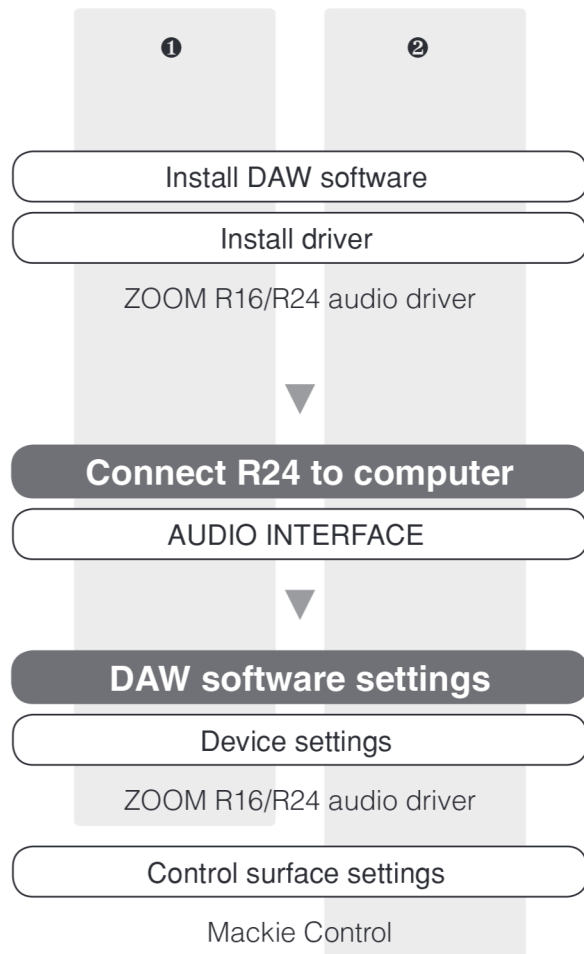 ❶ ❷
Install DAW software
Install driver
ZOOM R16/R24 audio driver
Connect R24 to computer
AUDIO INTERFACE
DAW software settings
Device settings
ZOOM R16/R24 audio driver
Control surface settings
Mackie Control